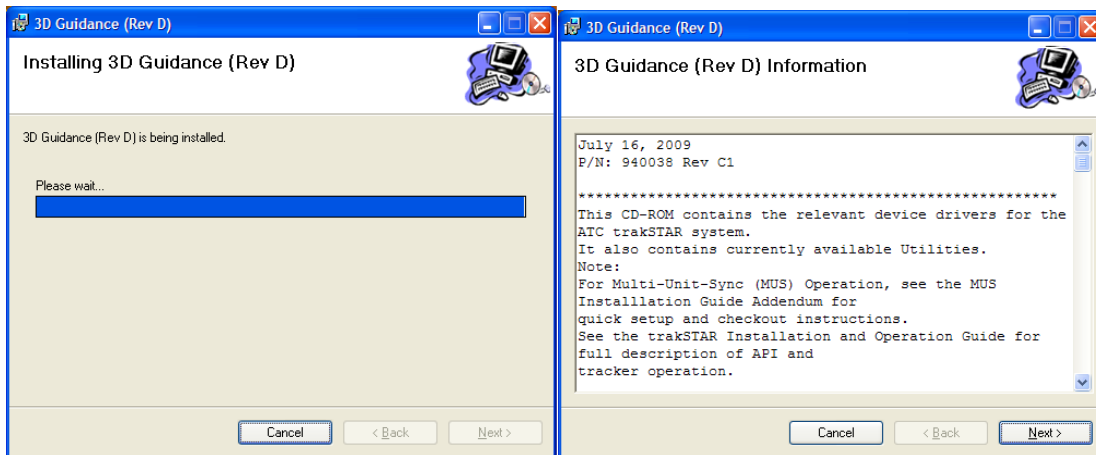 3D Guidance (Rev D)
Installing 3D Guidance (Rev D)
3D Guidance (Rev D) is being installed.
Please wait...
Cancel
< Back
Next >
3D Guidance (Rev D)
3D Guidance (Rev D) Information
July 16, 2009
P/N: 940038 Rev C1
*******************************************************
This CD-ROM contains the relevant device drivers for the
ATC trakSTAR system.
It also contains currently available Utilities.
Note:
For Multi-Unit-Sync (MUS) Operation, see the MUS
Installlation Guide Addendum for
quick setup and checkout instructions.
See the trakSTAR Installation and Operation Guide for
full description of API and
tracker operation.
Cancel
< Back
Next >